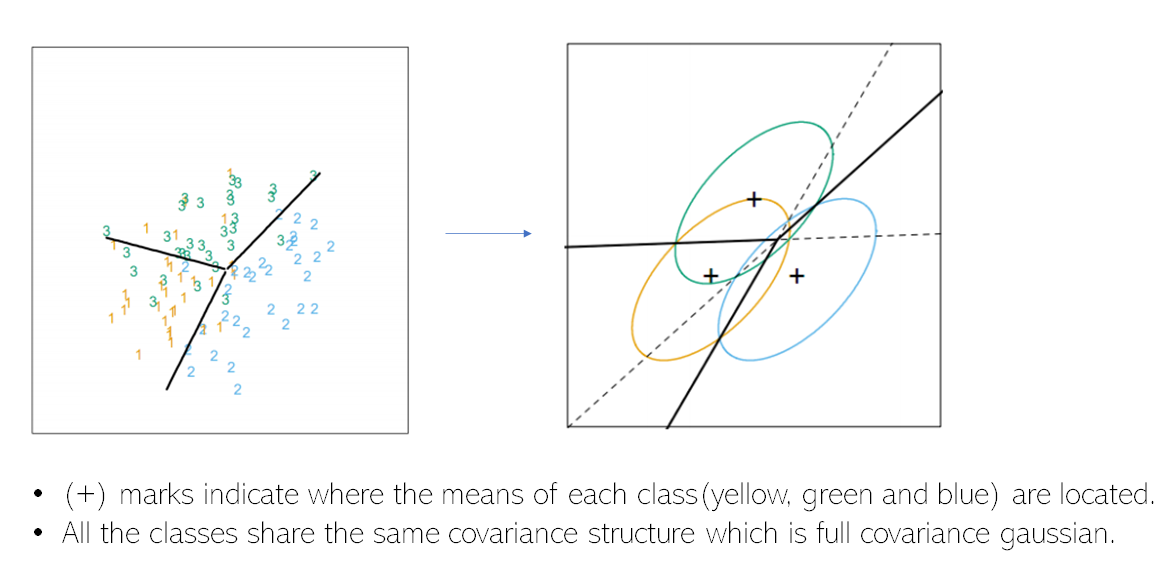 • (+) marks indicate where the means of each class(yellow, green and blue) are located.
• All the classes share the same covariance structure which is full covariance gaussian.